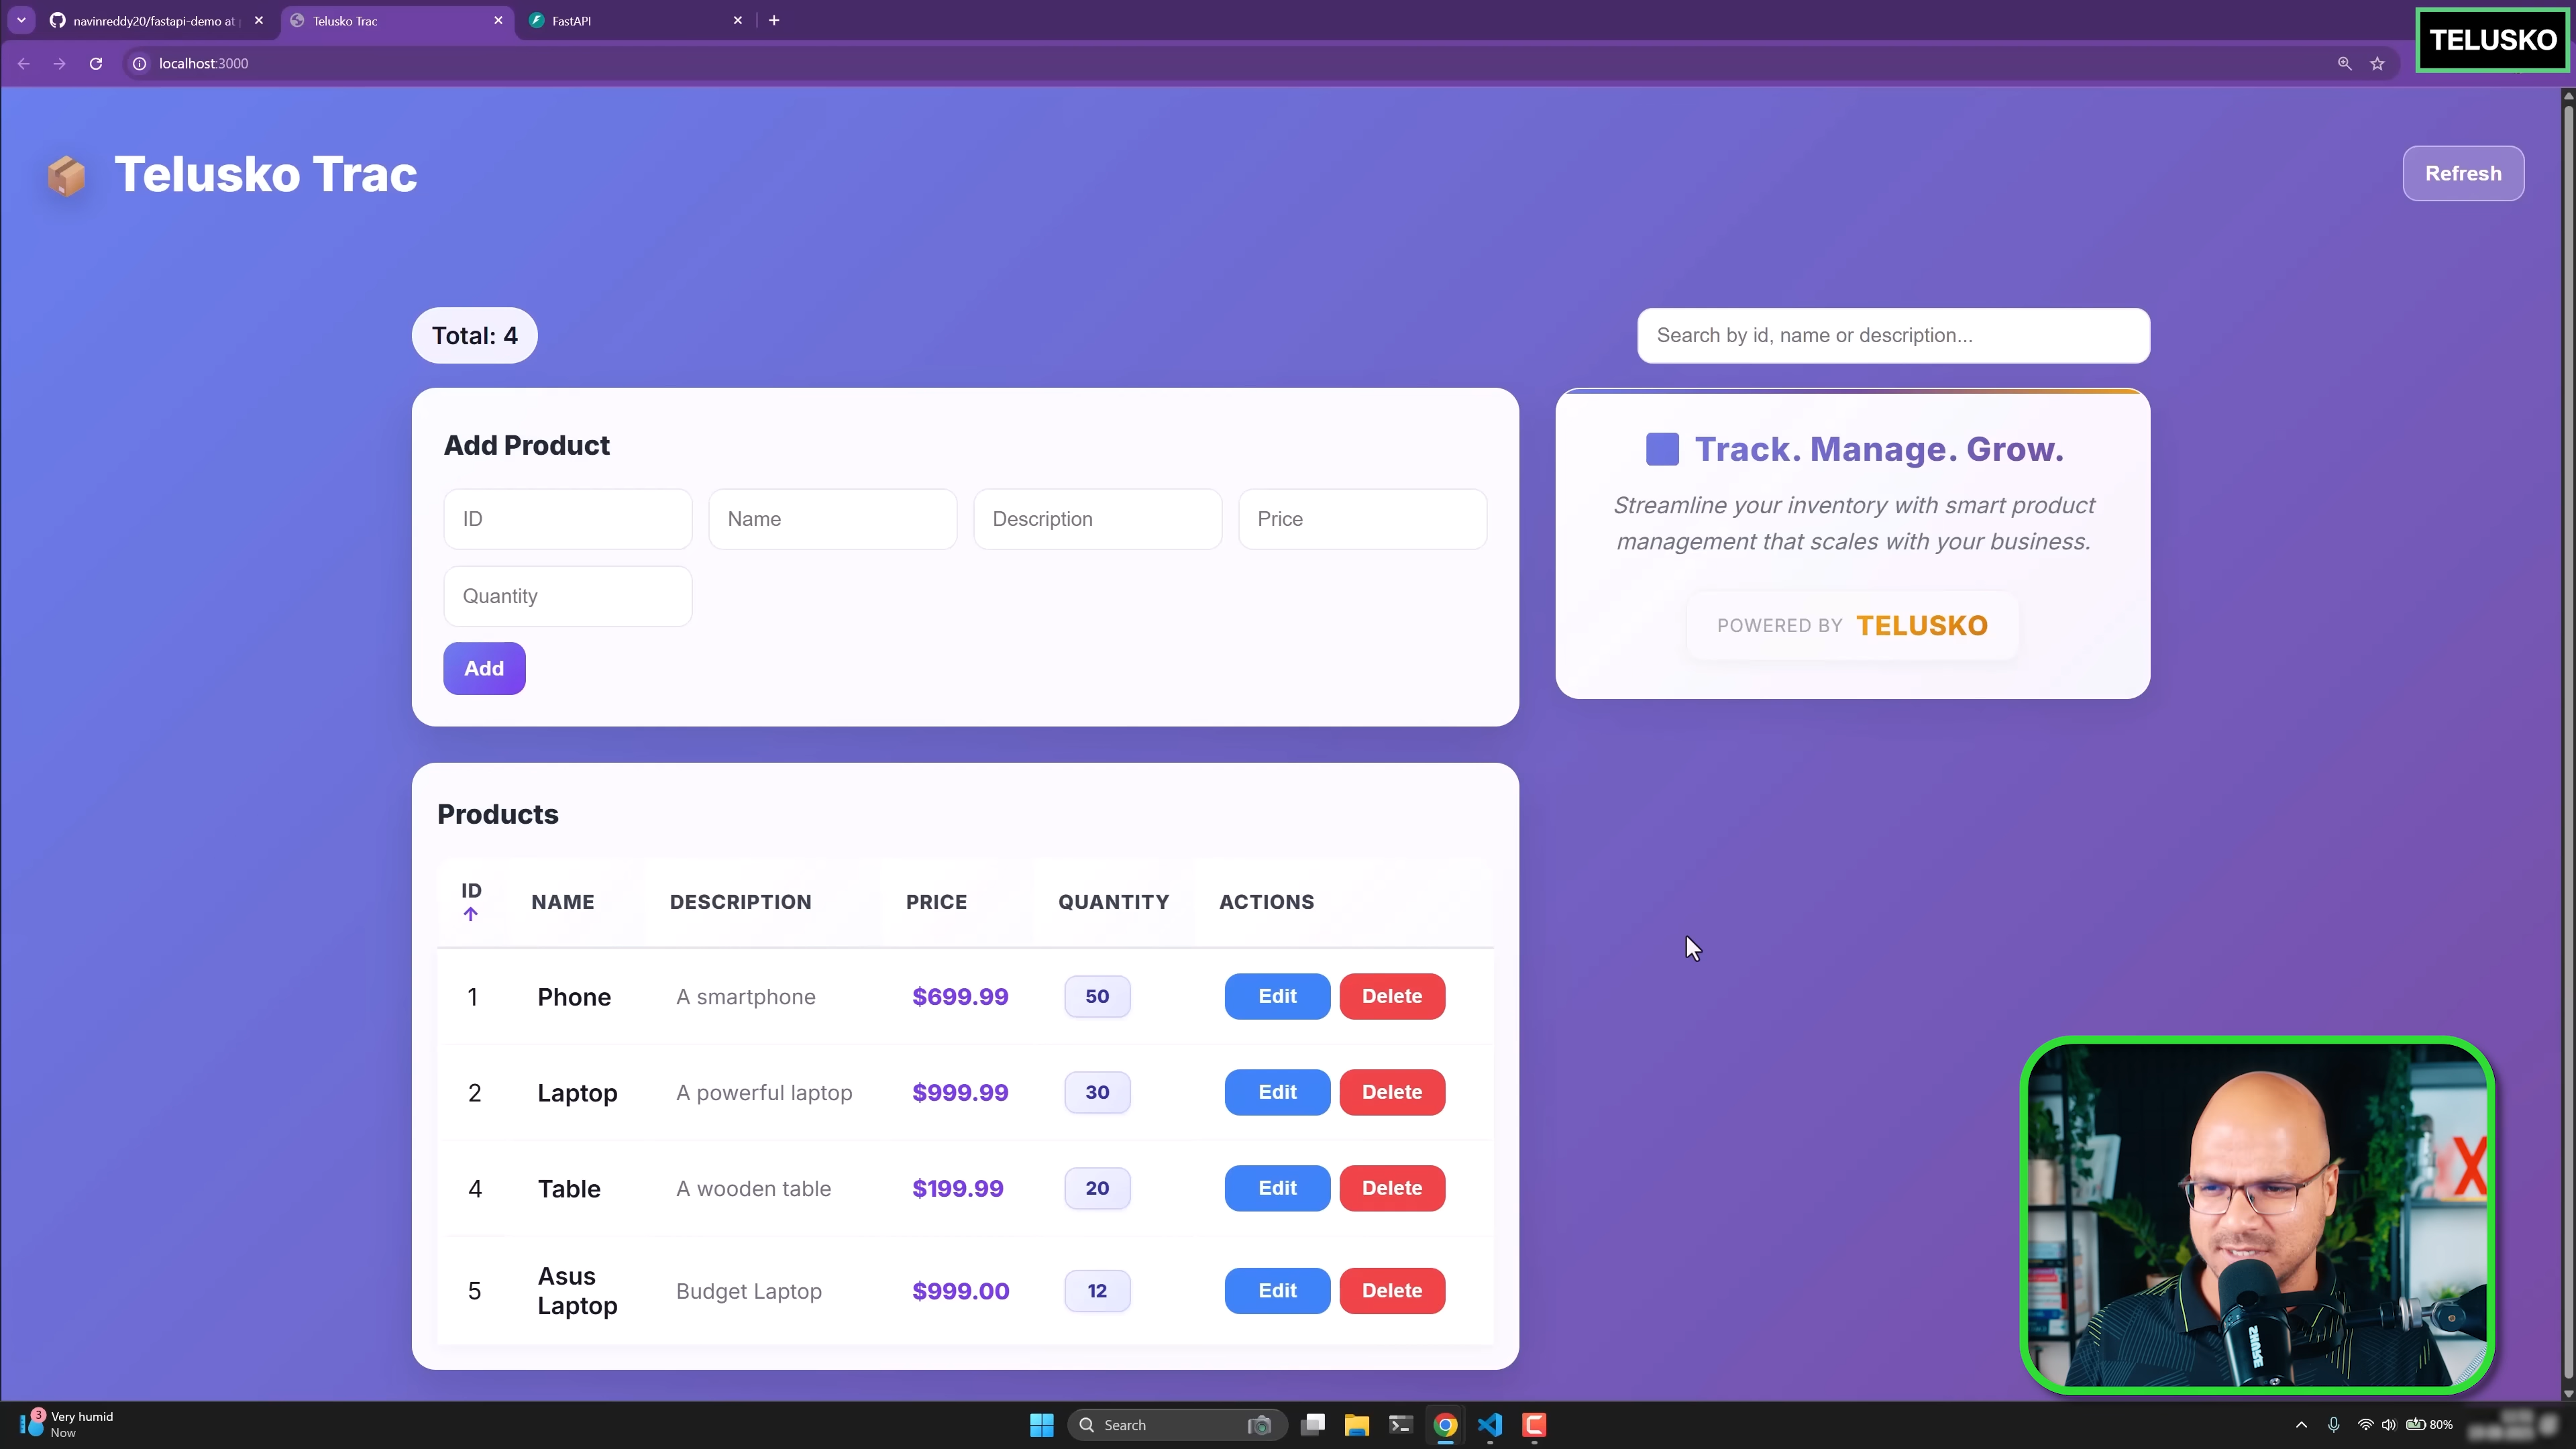 navinreddy20/fastapi-demo at
Telusko Trac
FastAPI
TELUSKO
localhost:3000
Telusko Trac
Refresh
Total: 4
Search by id, name or description...
Add Product
ID
Name
Description
Price
Quantity
Add
Track. Manage. Grow.
Streamline your inventory with smart product
management that scales with your business.
POWERED BY TELUSKO
Products
ID ↑ NAME DESCRIPTION PRICE QUANTITY ACTIONS
1 Phone A smartphone $699.99 50 Edit Delete
2 Laptop A powerful laptop $999.99 30 Edit Delete
4 Table A wooden table $199.99 20 Edit Delete
5 Asus Laptop Budget Laptop $999.00 12 Edit Delete
X
SHURE
3
Very humid
Now
Search
80%